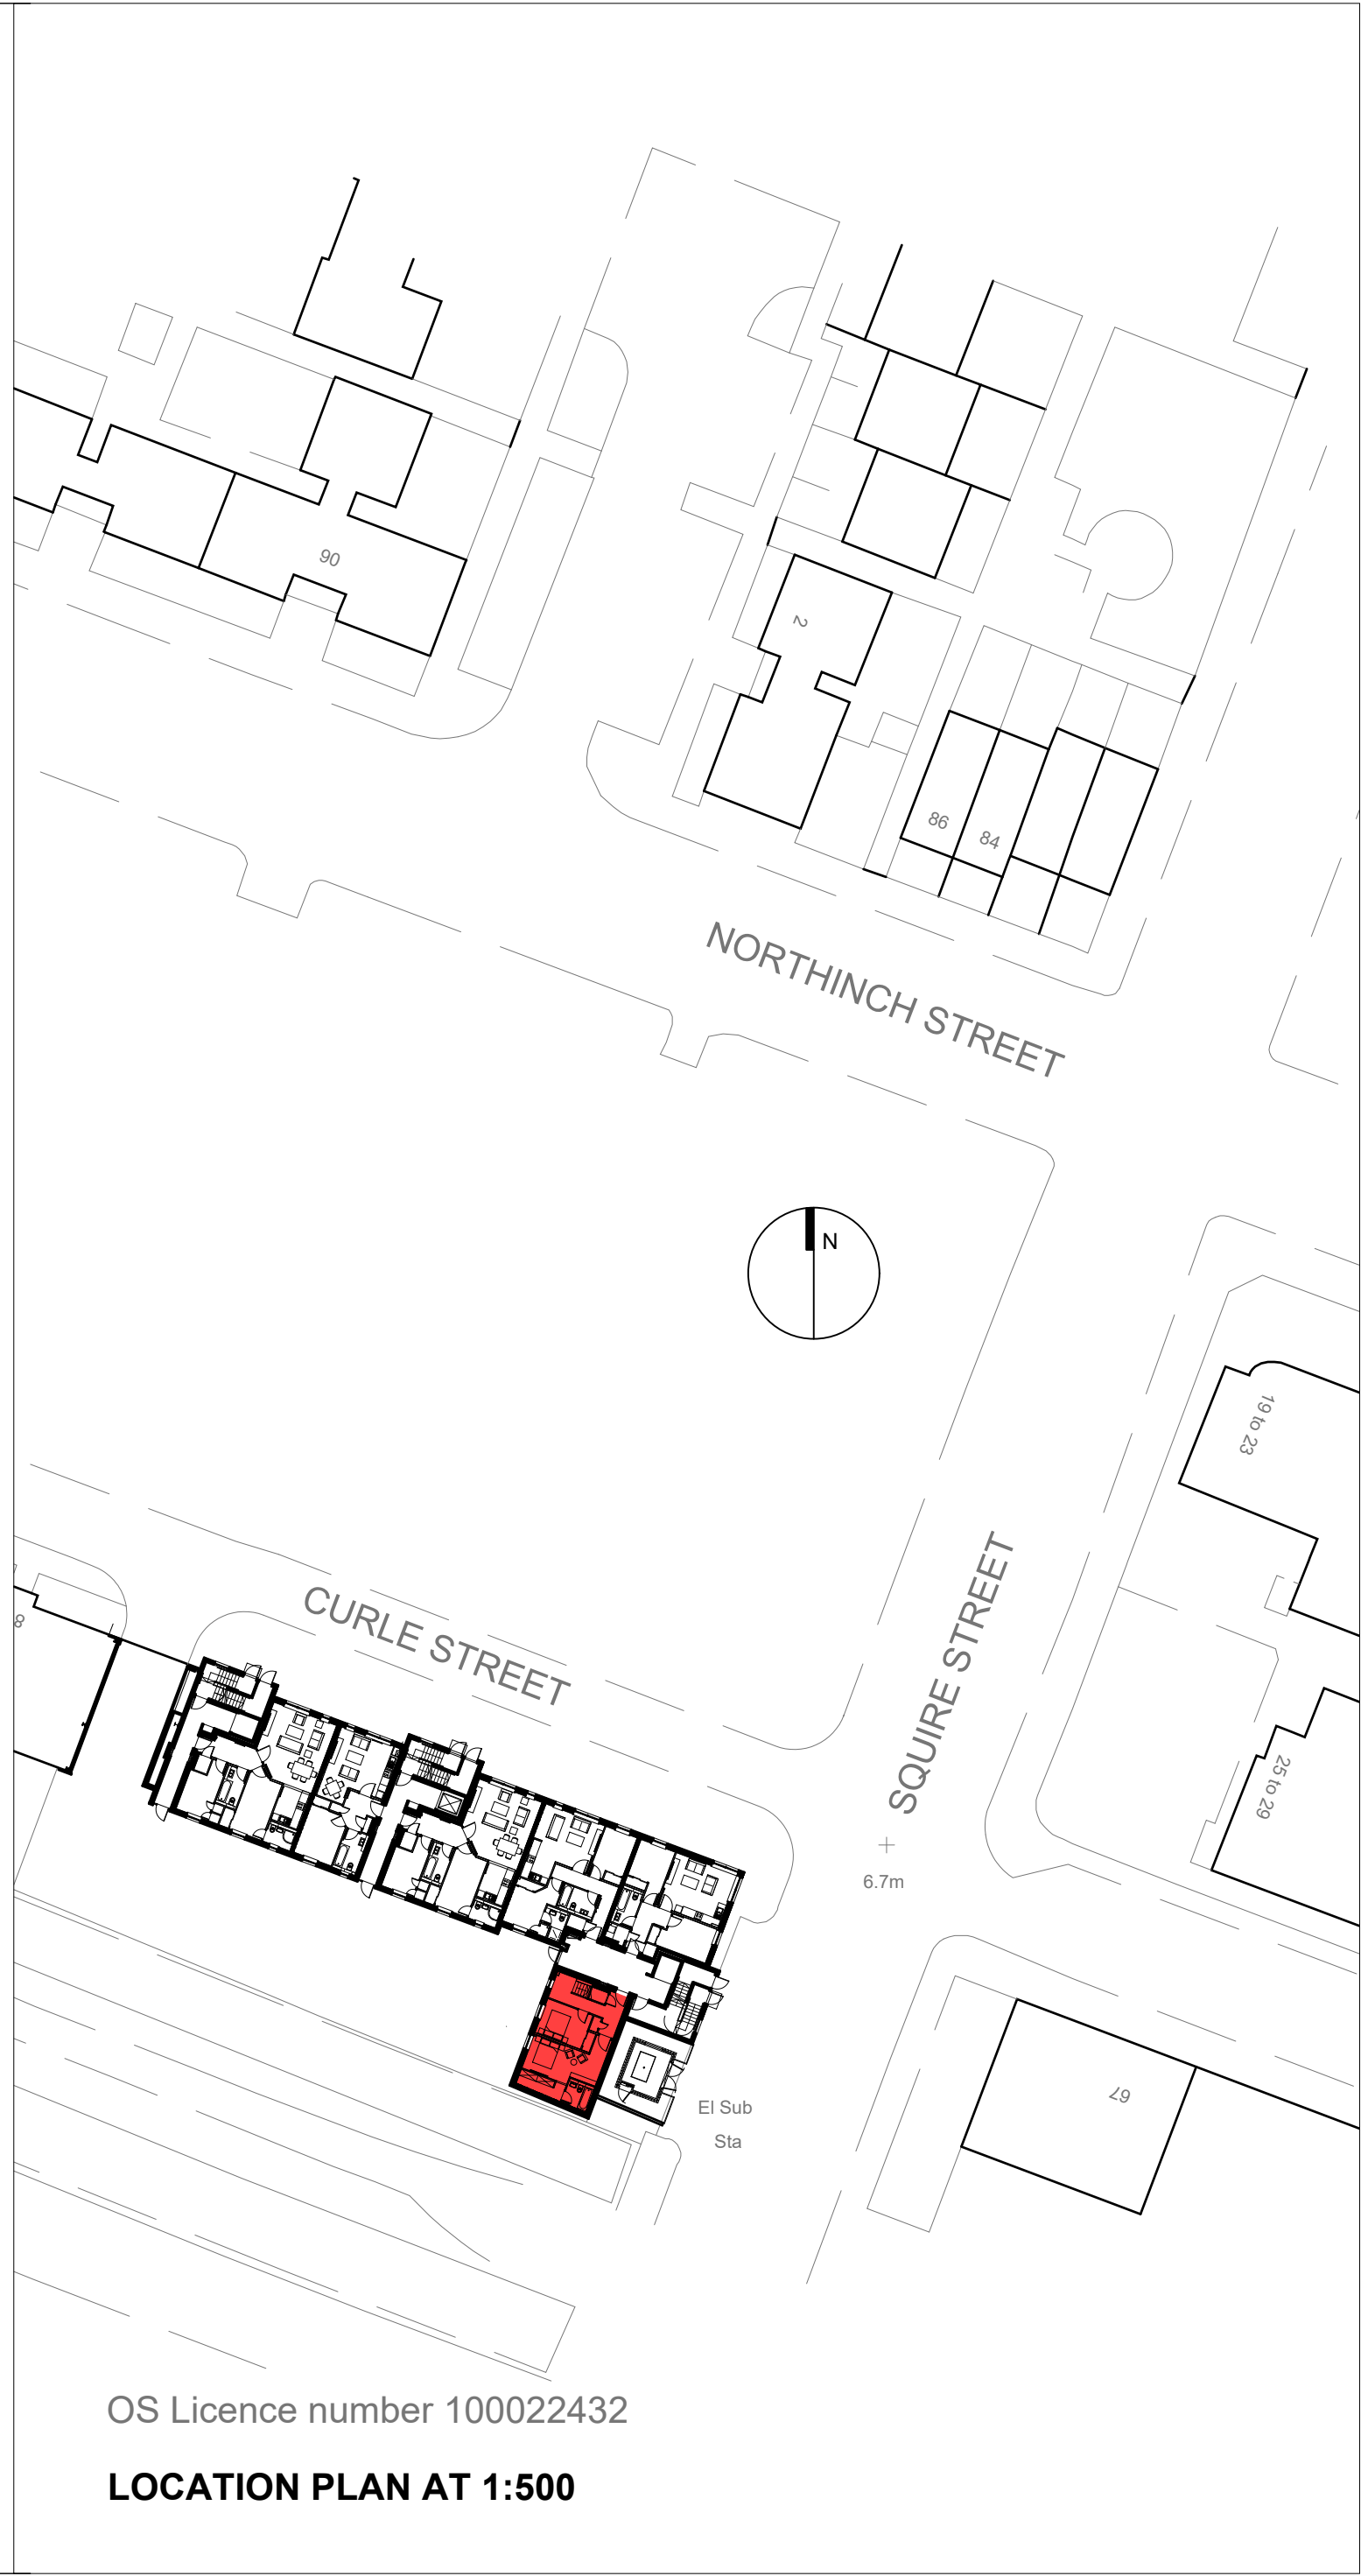 90
2
86
84
NORTHINCH STREET
N
19 to 23
CURLE STREET
8
SQUIRE STREET
25 to 29
6.7m
67
El Sub
Sta
OS Licence number 100022432
LOCATION PLAN AT 1:500